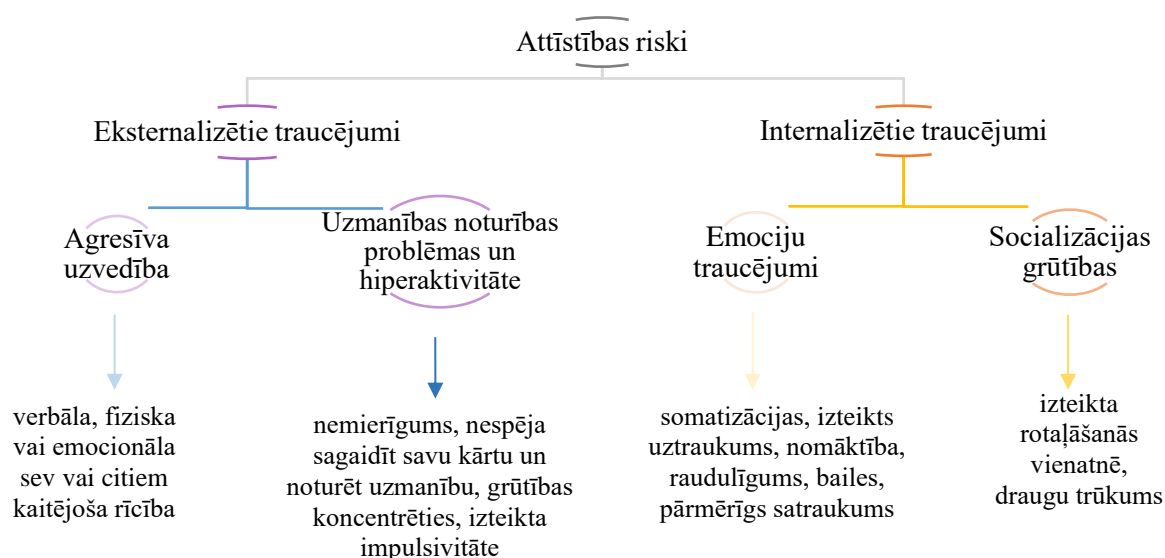 Attīstības riski
Eksternalizētie traucējumi
Internalizētie traucējumi
Agresīva
uzvedība
Uzmanības noturības
problēmas un
hiperaktivitāte
Emociju
traucējumi
Socializācijas
grūtības
verbāla, fiziska
vai emocionāla
sev vai citiem
kaitējoša rīcība
nemierīgums, nespēja
sagaidīt savu kārtu un
noturēt uzmanību, grūtības
koncentrēties, izteikta
impulsivitāte
somatizācijas, izteikts
uztraukums, nomāktība,
raudulīgums, bailes,
pārmērīgs satraukums
izteikta
rotaļāšanās
vienatnē,
draugu trūkums